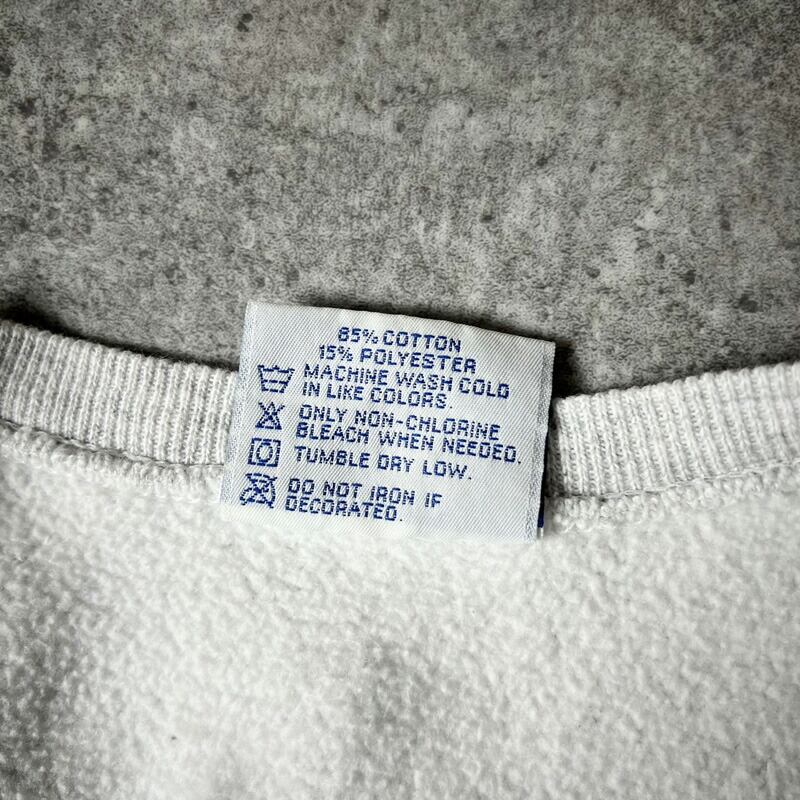 85% COTTON
15% POLYESTER
MACHINE WASH COLD
IN LIKE COLORS.
ONLY NON-CHLORINE
BLEACH WHEN NEEDED.
TUMBLE DRY LOW.
DO NOT IRON IF
DECORATED.